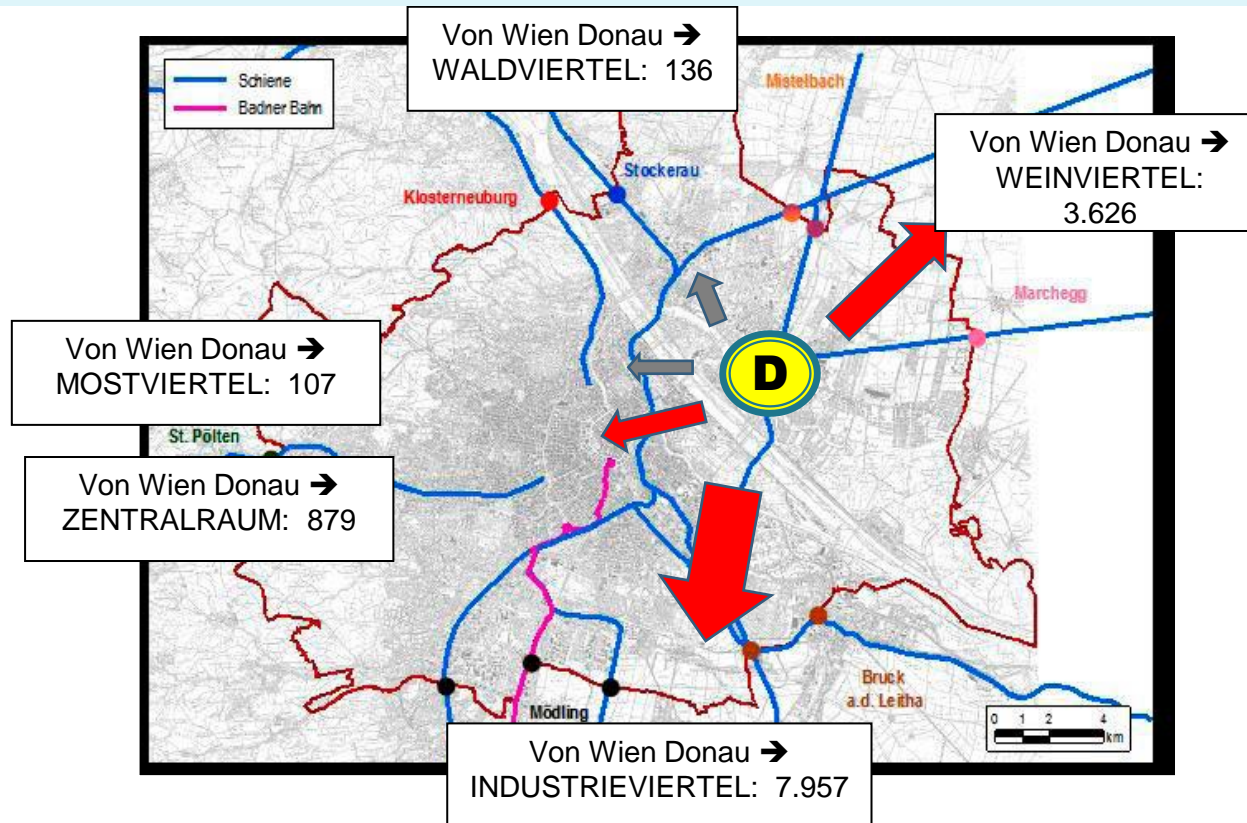 Von Wien Donau ➔
WALDVIERTEL: 136
Schiene
Badner Bahn
Mistelbach
Von Wien Donau ➔
WEINVIERTEL:
3.626
Stockerau
Klosterneuburg
Marchegg
Von Wien Donau ➔
MOSTVIERTEL: 107
D
St. Pölten
Von Wien Donau ➔
ZENTRALRAUM: 879
Bruck
a.d. Leitha
Mödling
0 1 2 4
km
Von Wien Donau ➔
INDUSTRIEVIERTEL: 7.957